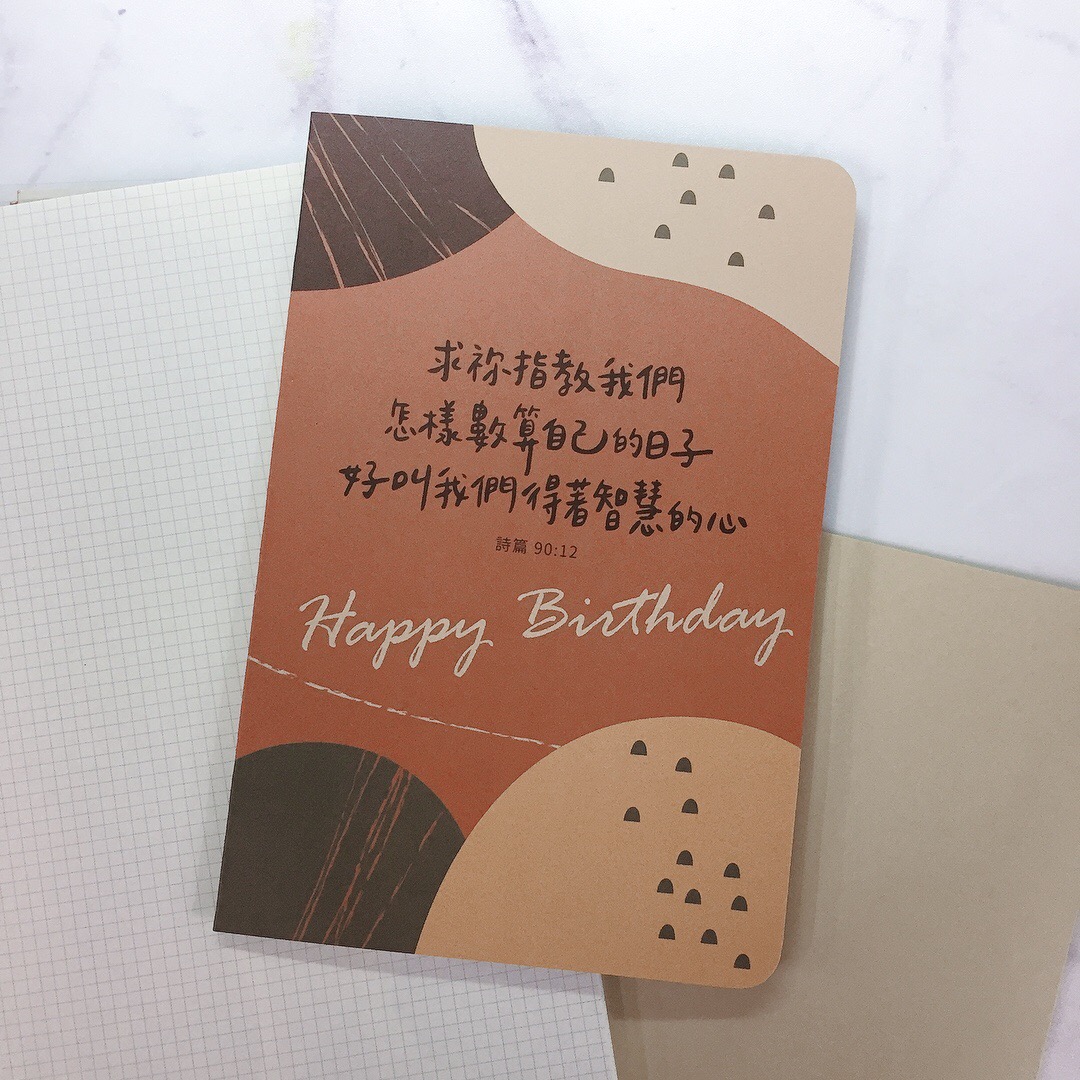 求祢指教我們
怎樣數算自己的日子
好叫我們得著智慧的心
詩篇 90:12
Happy Birthday